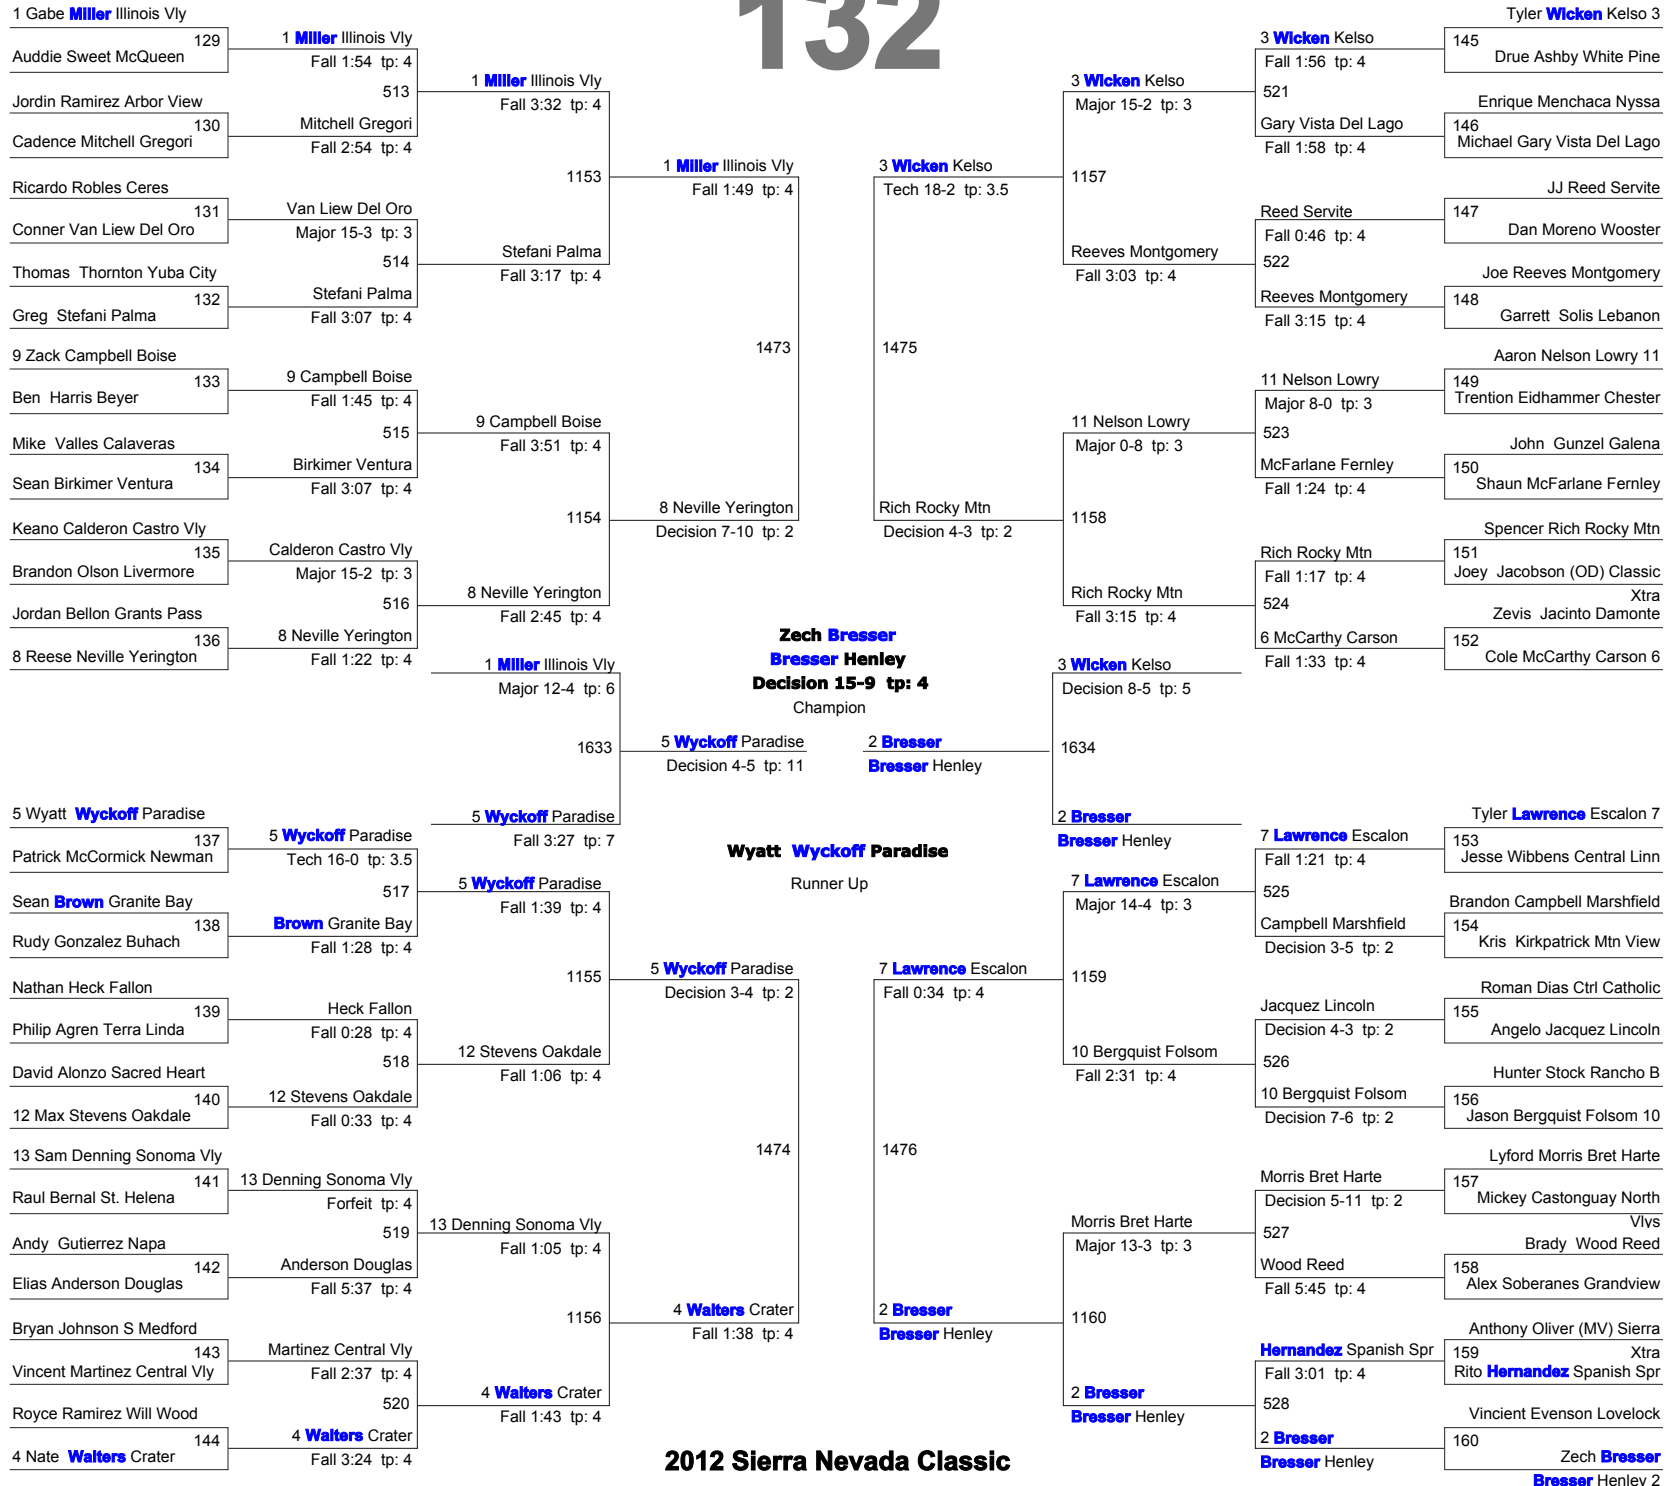 132
1 Gabe Miller Illinois Vly
129
Auddie Sweet McQueen
Jordin Ramirez Arbor View
130
Cadence Mitchell Gregori
Ricardo Robles Ceres
131
Conner Van Liew Del Oro
Thomas Thornton Yuba City
132
Greg Stefani Palma
9 Zack Campbell Boise
133
Ben Harris Beyer
Mike Valles Calaveras
134
Sean Birkimer Ventura
Keano Calderon Castro Vly
135
Brandon Olson Livermore
Jordan Bellon Grants Pass
136
8 Reese Neville Yerington
1 Miller Illinois Vly
Fall 1:54 tp: 4
513
Mitchell Gregori
Fall 2:54 tp: 4
Van Liew Del Oro
Major 15-3 tp: 3
514
Stefani Palma
Fall 3:07 tp: 4
9 Campbell Boise
Fall 1:45 tp: 4
515
Birkimer Ventura
Fall 3:07 tp: 4
Calderon Castro Vly
Major 15-2 tp: 3
516
8 Neville Yerington
Fall 1:22 tp: 4
1 Miller Illinois Vly
Fall 3:32 tp: 4
1153
Stefani Palma
Fall 3:17 tp: 4
9 Campbell Boise
Fall 3:51 tp: 4
1154
8 Neville Yerington
Fall 2:45 tp: 4
1 Miller Illinois Vly
Fall 1:49 tp: 4
1473
8 Neville Yerington
Decision 7-10 tp: 2
1 Miller Illinois Vly
Major 12-4 tp: 6
1633
5 Wyckoff Paradise
Fall 3:27 tp: 7
5 Wyckoff Paradise
Decision 4-5 tp: 11
5 Wyatt Wyckoff Paradise
137
Patrick McCormick Newman
Sean Brown Granite Bay
138
Rudy Gonzalez Buhach
Nathan Heck Fallon
139
Philip Agren Terra Linda
David Alonzo Sacred Heart
140
12 Max Stevens Oakdale
13 Sam Denning Sonoma Vly
141
Raul Bernal St. Helena
Andy Gutierrez Napa
142
Elias Anderson Douglas
Bryan Johnson S Medford
143
Vincent Martinez Central Vly
Royce Ramirez Will Wood
144
4 Nate Walters Crater
5 Wyckoff Paradise
Tech 16-0 tp: 3.5
517
Brown Granite Bay
Fall 1:28 tp: 4
Heck Fallon
Fall 0:28 tp: 4
518
12 Stevens Oakdale
Fall 0:33 tp: 4
13 Denning Sonoma Vly
Forfeit tp: 4
519
Anderson Douglas
Fall 5:37 tp: 4
Martinez Central Vly
Fall 2:37 tp: 4
520
4 Walters Crater
Fall 3:24 tp: 4
5 Wyckoff Paradise
Fall 1:39 tp: 4
1155
12 Stevens Oakdale
Fall 1:06 tp: 4
13 Denning Sonoma Vly
Fall 1:05 tp: 4
1156
4 Walters Crater
Fall 1:43 tp: 4
5 Wyckoff Paradise
Decision 3-4 tp: 2
1474
4 Walters Crater
Fall 1:38 tp: 4
Zech Bresser
Bresser Henley
Decision 15-9 tp: 4
Champion
Wyatt Wyckoff Paradise
Runner Up
2 Bresser
Bresser Henley
3 Wicken Kelso
Decision 8-5 tp: 5
1634
2 Bresser
Bresser Henley
3 Wicken Kelso
Tech 18-2 tp: 3.5
1475
Rich Rocky Mtn
Decision 4-3 tp: 2
3 Wicken Kelso
Major 15-2 tp: 3
1157
Reeves Montgomery
Fall 3:03 tp: 4
11 Nelson Lowry
Major 0-8 tp: 3
1158
Rich Rocky Mtn
Fall 3:15 tp: 4
3 Wicken Kelso
Fall 1:56 tp: 4
521
Gary Vista Del Lago
Fall 1:58 tp: 4
Reed Servite
Fall 0:46 tp: 4
522
Reeves Montgomery
Fall 3:15 tp: 4
11 Nelson Lowry
Major 8-0 tp: 3
523
McFarlane Fernley
Fall 1:24 tp: 4
Rich Rocky Mtn
Fall 1:17 tp: 4
524
6 McCarthy Carson
Fall 1:33 tp: 4
Tyler Wicken Kelso 3
145
Drue Ashby White Pine
Enrique Menchaca Nyssa
146
Michael Gary Vista Del Lago
JJ Reed Servite
147
Dan Moreno Wooster
Joe Reeves Montgomery
148
Garrett Solis Lebanon
Aaron Nelson Lowry 11
149
Trention Eidhammer Chester
John Gunzel Galena
150
Shaun McFarlane Fernley
Spencer Rich Rocky Mtn
151
Joey Jacobson (OD) Classic
Xtra
Zevis Jacinto Damonte
152
Cole McCarthy Carson 6
7 Lawrence Escalon
Fall 0:34 tp: 4
1476
2 Bresser
Bresser Henley
7 Lawrence Escalon
Major 14-4 tp: 3
1159
10 Bergquist Folsom
Fall 2:31 tp: 4
Morris Bret Harte
Major 13-3 tp: 3
1160
2 Bresser
Bresser Henley
7 Lawrence Escalon
Fall 1:21 tp: 4
525
Campbell Marshfield
Decision 3-5 tp: 2
Jacquez Lincoln
Decision 4-3 tp: 2
526
10 Bergquist Folsom
Decision 7-6 tp: 2
Morris Bret Harte
Decision 5-11 tp: 2
527
Wood Reed
Fall 5:45 tp: 4
Hernandez Spanish Spr
Fall 3:01 tp: 4
528
2 Bresser
Bresser Henley
Tyler Lawrence Escalon 7
153
Jesse Wibbens Central Linn
Brandon Campbell Marshfield
154
Kris Kirkpatrick Mtn View
Roman Dias Ctrl Catholic
155
Angelo Jacquez Lincoln
Hunter Stock Rancho B
156
Jason Bergquist Folsom 10
Lyford Morris Bret Harte
157
Mickey Castonguay North
Vlys
Brady Wood Reed
158
Alex Soberanes Grandview
Anthony Oliver (MV) Sierra
159
Xtra
Rito Hernandez Spanish Spr
Vincient Evenson Lovelock
160
Zech Bresser
Bresser Henley 2
2012 Sierra Nevada Classic